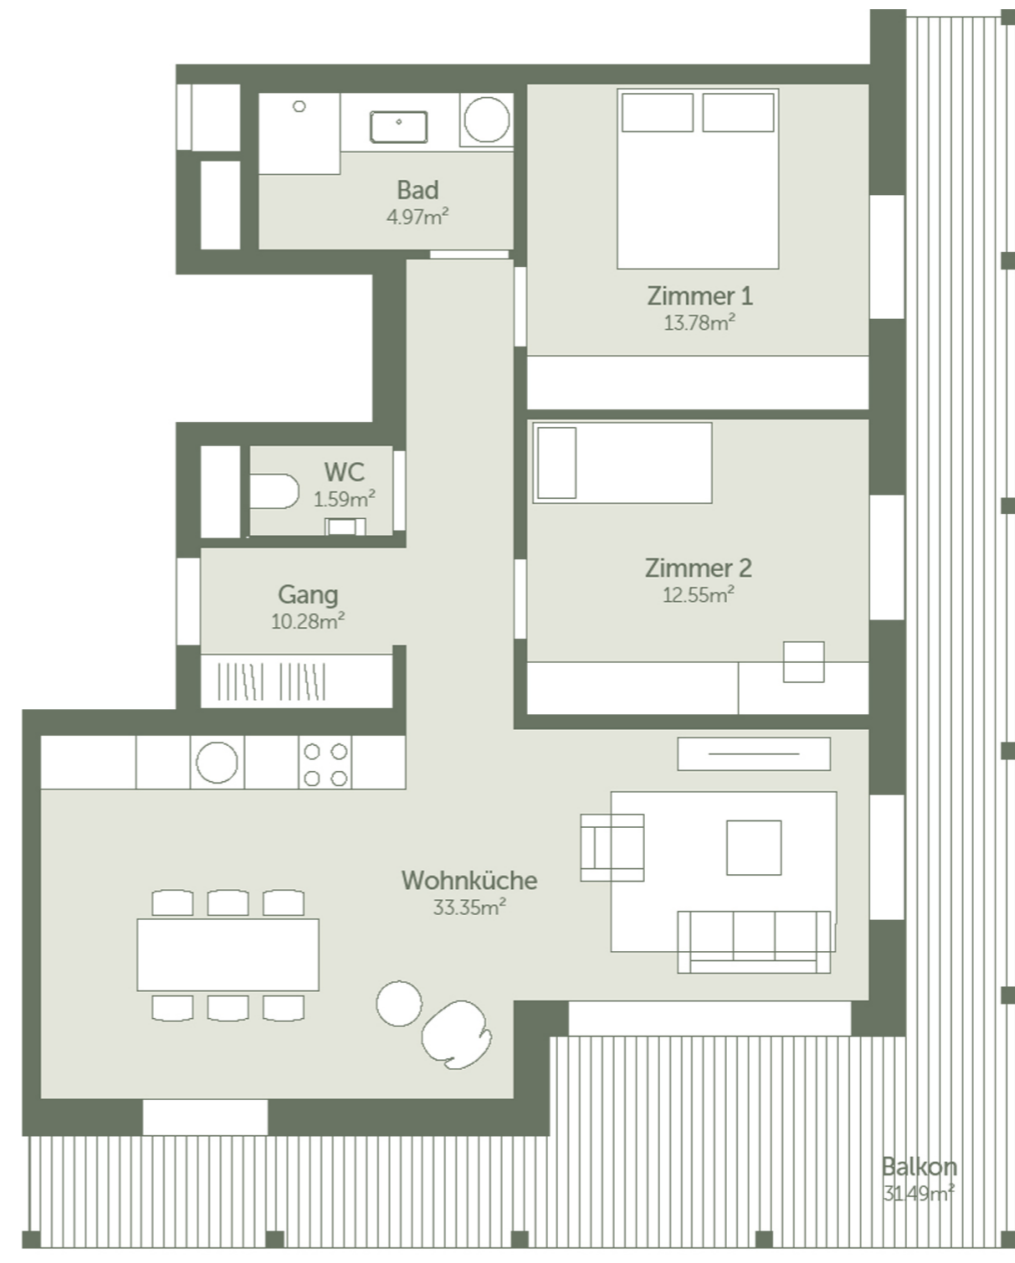 Bad
4.97m²
Zimmer 1
13.78m²
WC
1.59m²
Zimmer 2
12.55m²
Gang
10.28m²
Wohnküche
33.35m²
Balkon
31.49m²